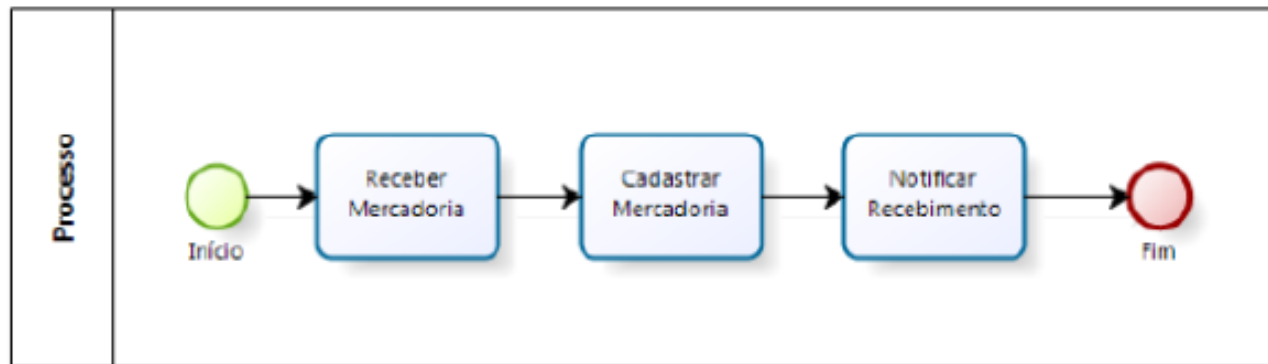 Processo
Início
Receber
Mercadoria
Cadastrar
Mercadoria
Notificar
Recebimento
Fim